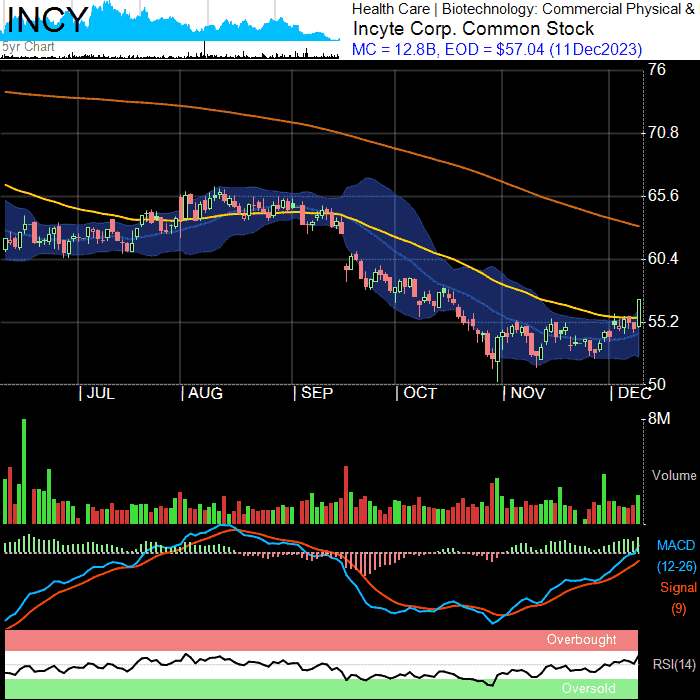 INCY
5yr Chart
Health Care | Biotechnology: Commercial Physical &
Incyte Corp. Common Stock
MC = 12.8B, EOD = $57.04 (11Dec2023)
76
70.8
65.6
60.4
55.2
50
| JUL | AUG | SEP | OCT | NOV | DEC
8M
Volume
MACD
(12-26)
Signal
(9)
Overbought
RSI(14)
Oversold